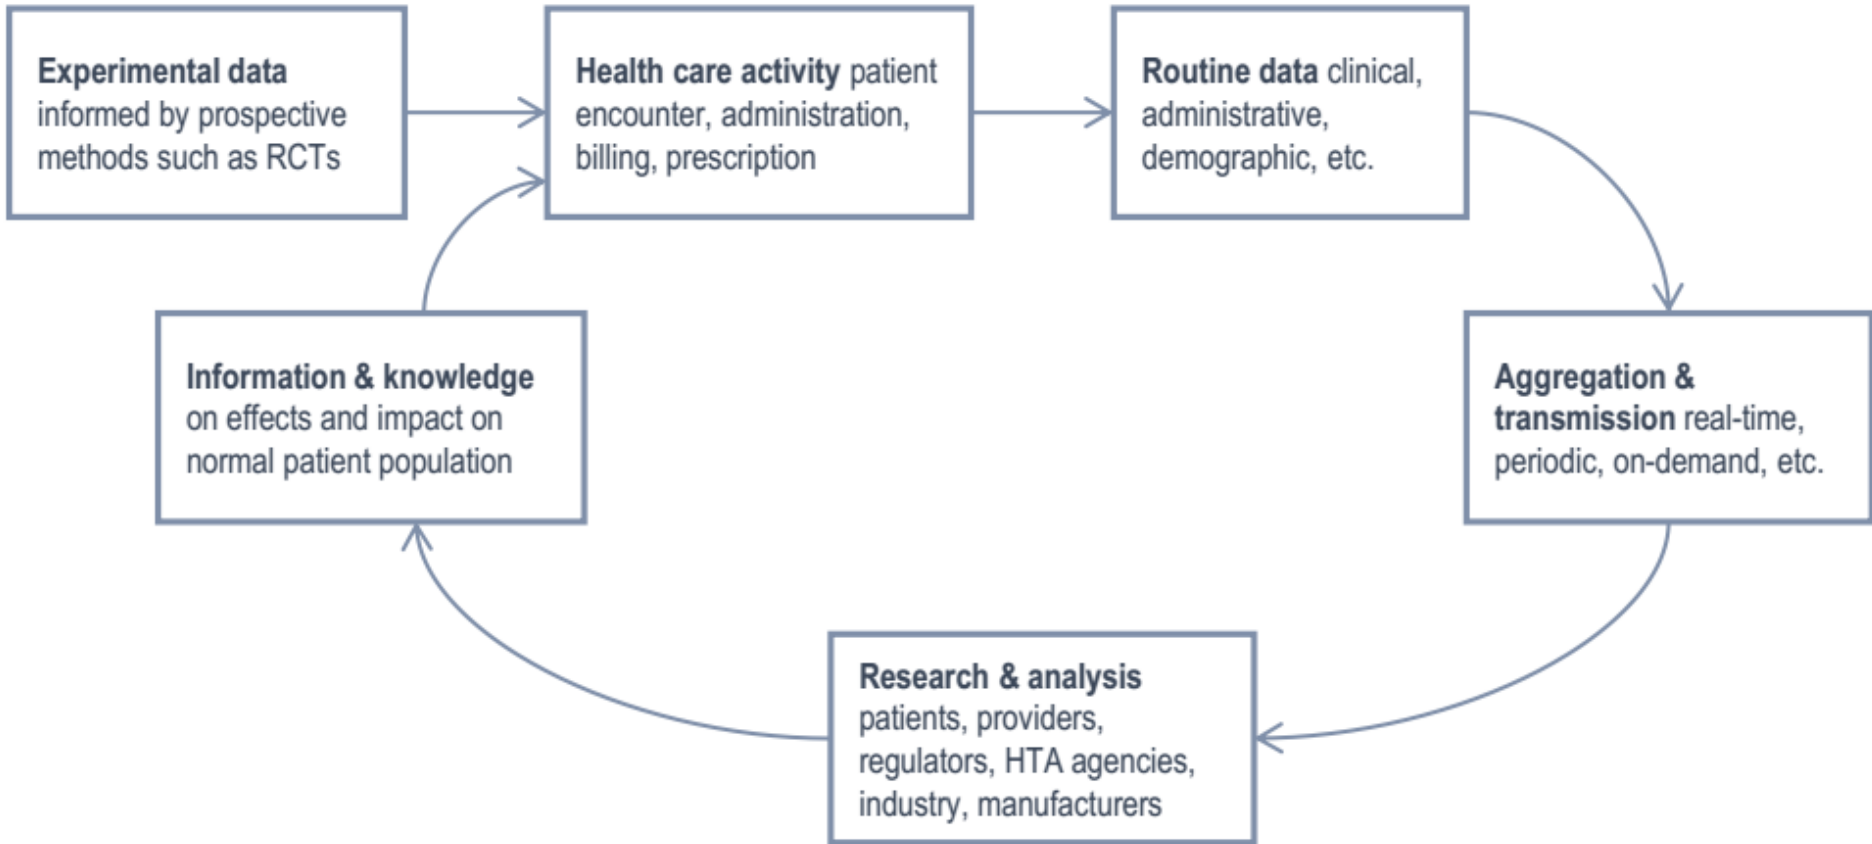 Experimental data
informed by prospective
methods such as RCTs
Health care activity patient
encounter, administration,
billing, prescription
Routine data clinical,
administrative,
demographic, etc.
Information & knowledge
on effects and impact on
normal patient population
Aggregation &
transmission real-time,
periodic, on-demand, etc.
Research & analysis
patients, providers,
regulators, HTA agencies,
industry, manufacturers